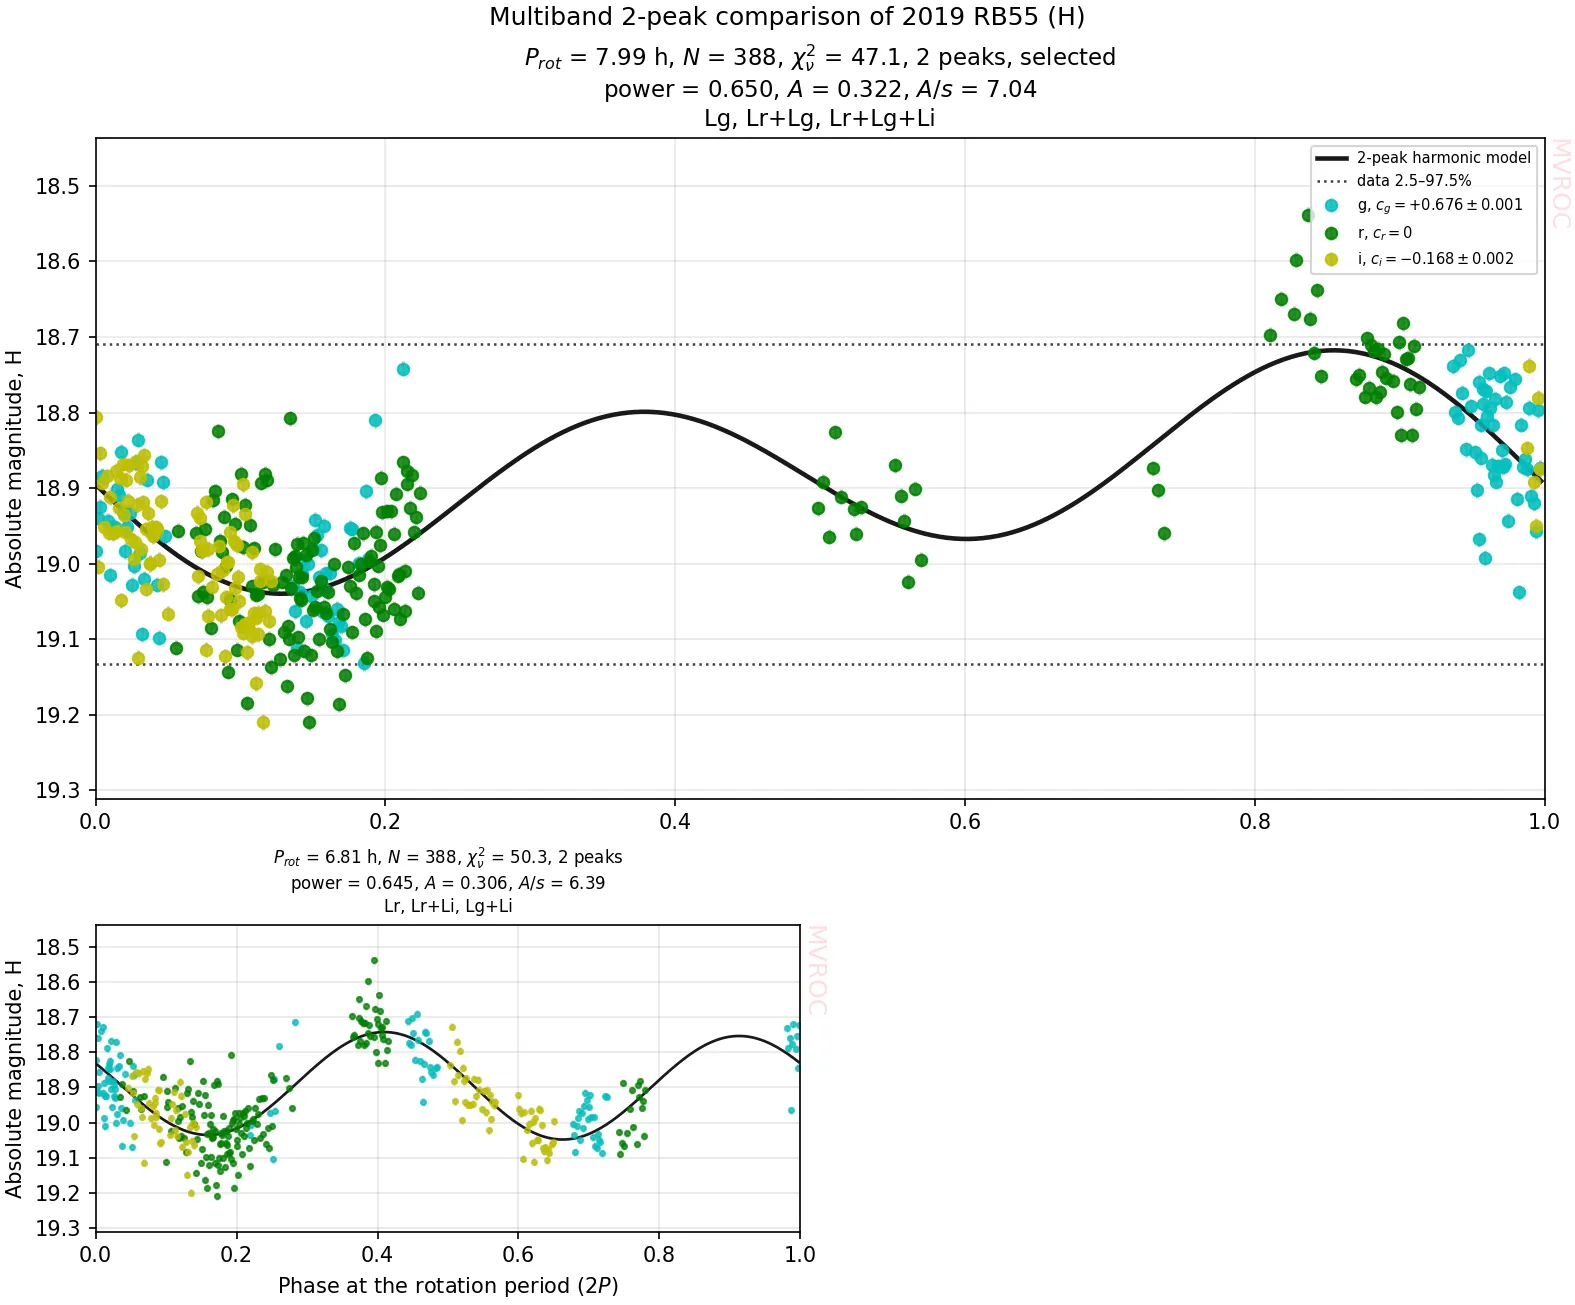 Multiband 2-peak comparison of 2019 RB55 (H)
P_rot = 7.99 h, N = 388, χ²_ν = 47.1, 2 peaks, selected
power = 0.650, A = 0.322, A/s = 7.04
Lg, Lr+Lg, Lr+Lg+Li
2-peak harmonic model
data 2.5–97.5%
g, c_g = +0.676 ± 0.001
r, c_r = 0
i, c_i = −0.168 ± 0.002
MVROC
Absolute magnitude, H
18.5
18.6
18.7
18.8
18.9
19.0
19.1
19.2
19.3
0.0 0.2 0.4 0.6 0.8 1.0
P_rot = 6.81 h, N = 388, χ²_ν = 50.3, 2 peaks
power = 0.645, A = 0.306, A/s = 6.39
Lr, Lr+Li, Lg+Li
MVROC
Absolute magnitude, H
18.5
18.6
18.7
18.8
18.9
19.0
19.1
19.2
19.3
0.0 0.2 0.4 0.6 0.8 1.0
Phase at the rotation period (2P)